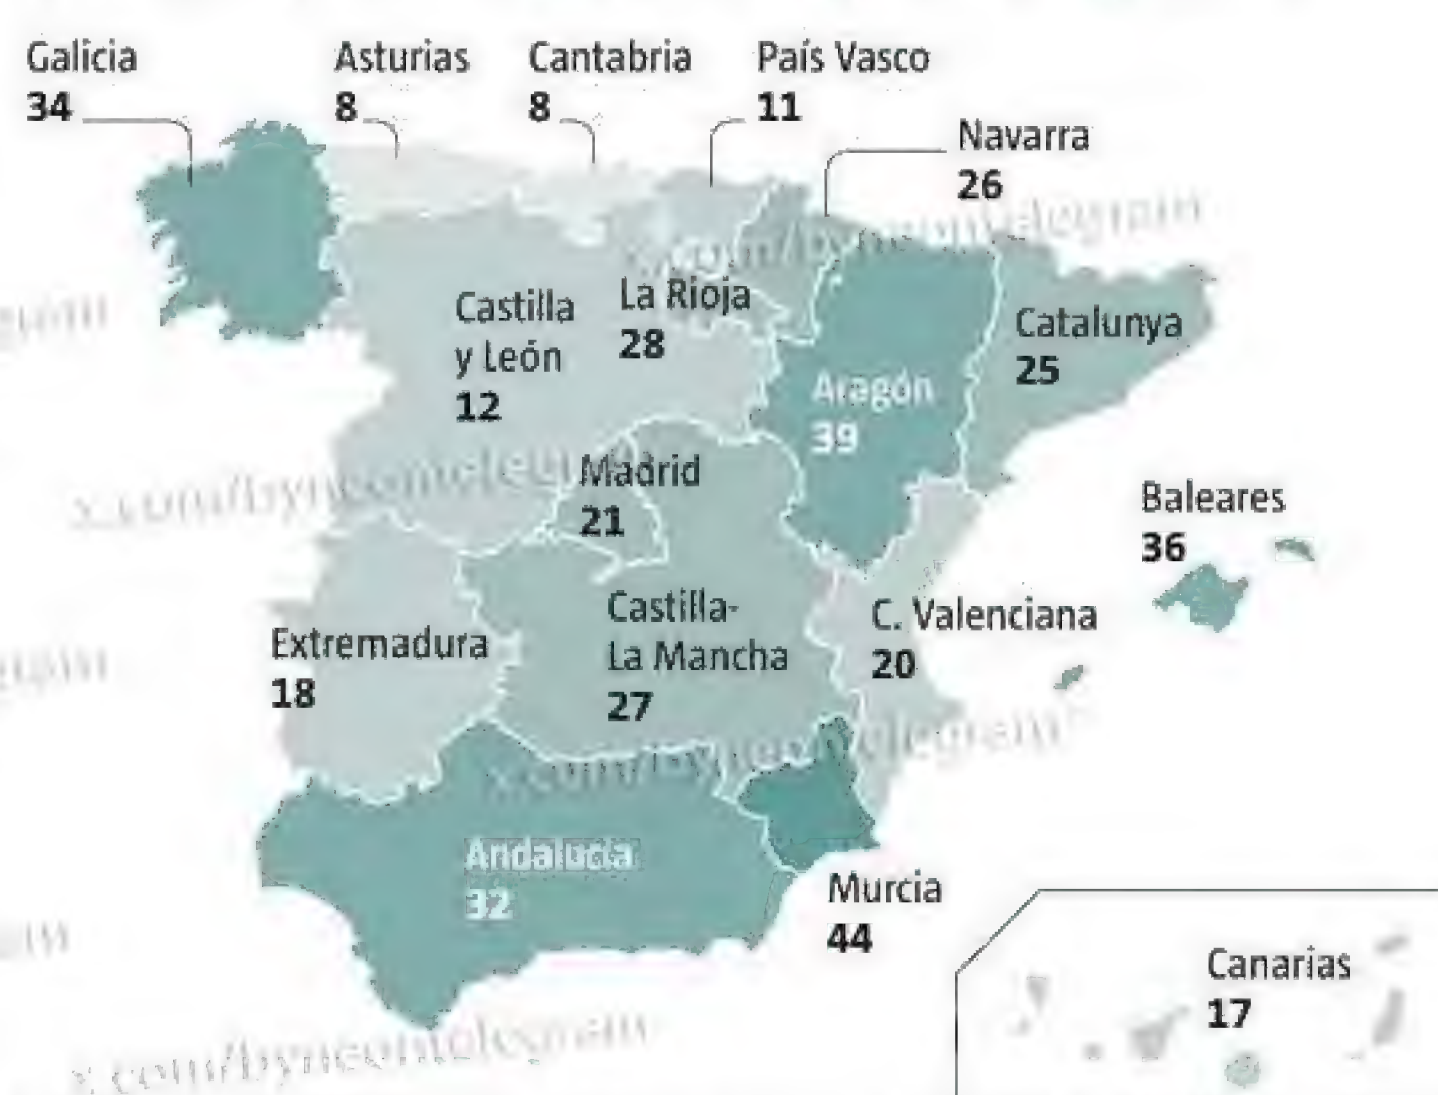 Galicia
34
Asturias
8
Cantabria
8
País Vasco
11
Navarra
26
Castilla
y León
12
La Rioja
28
Catalunya
25
Aragón
39
Madrid
21
Baleares
36
Castilla-
La Mancha
27
C. Valenciana
20
Extremadura
18
Andalucía
32
Murcia
44
Canarias
17